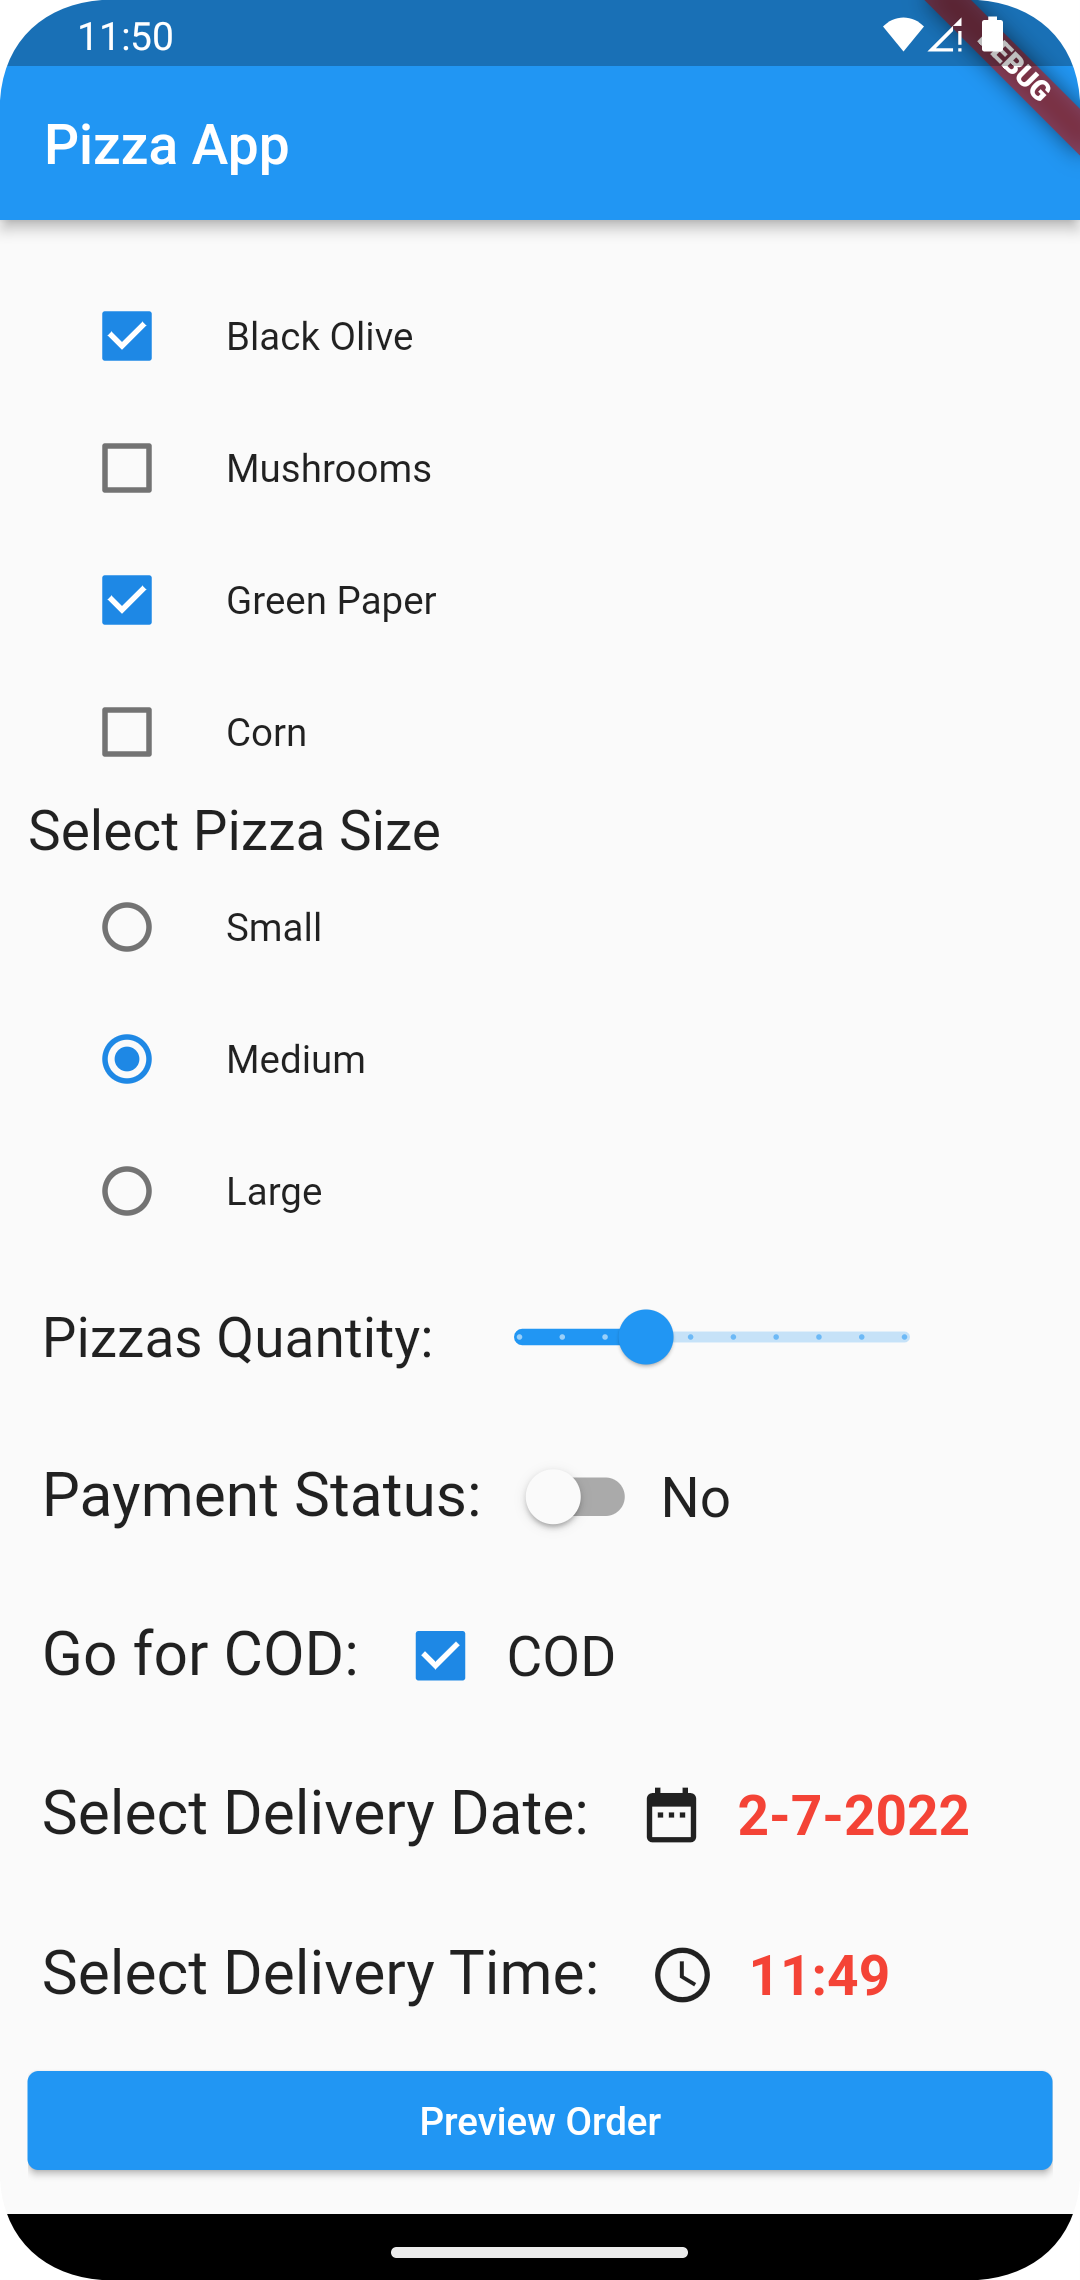 11:50
DEBUG
Pizza App
Black Olive
Mushrooms
Green Paper
Corn
Select Pizza Size
Small
Medium
Large
Pizzas Quantity:
Payment Status: No
Go for COD: COD
Select Delivery Date: 2-7-2022
Select Delivery Time: 11:49
Preview Order